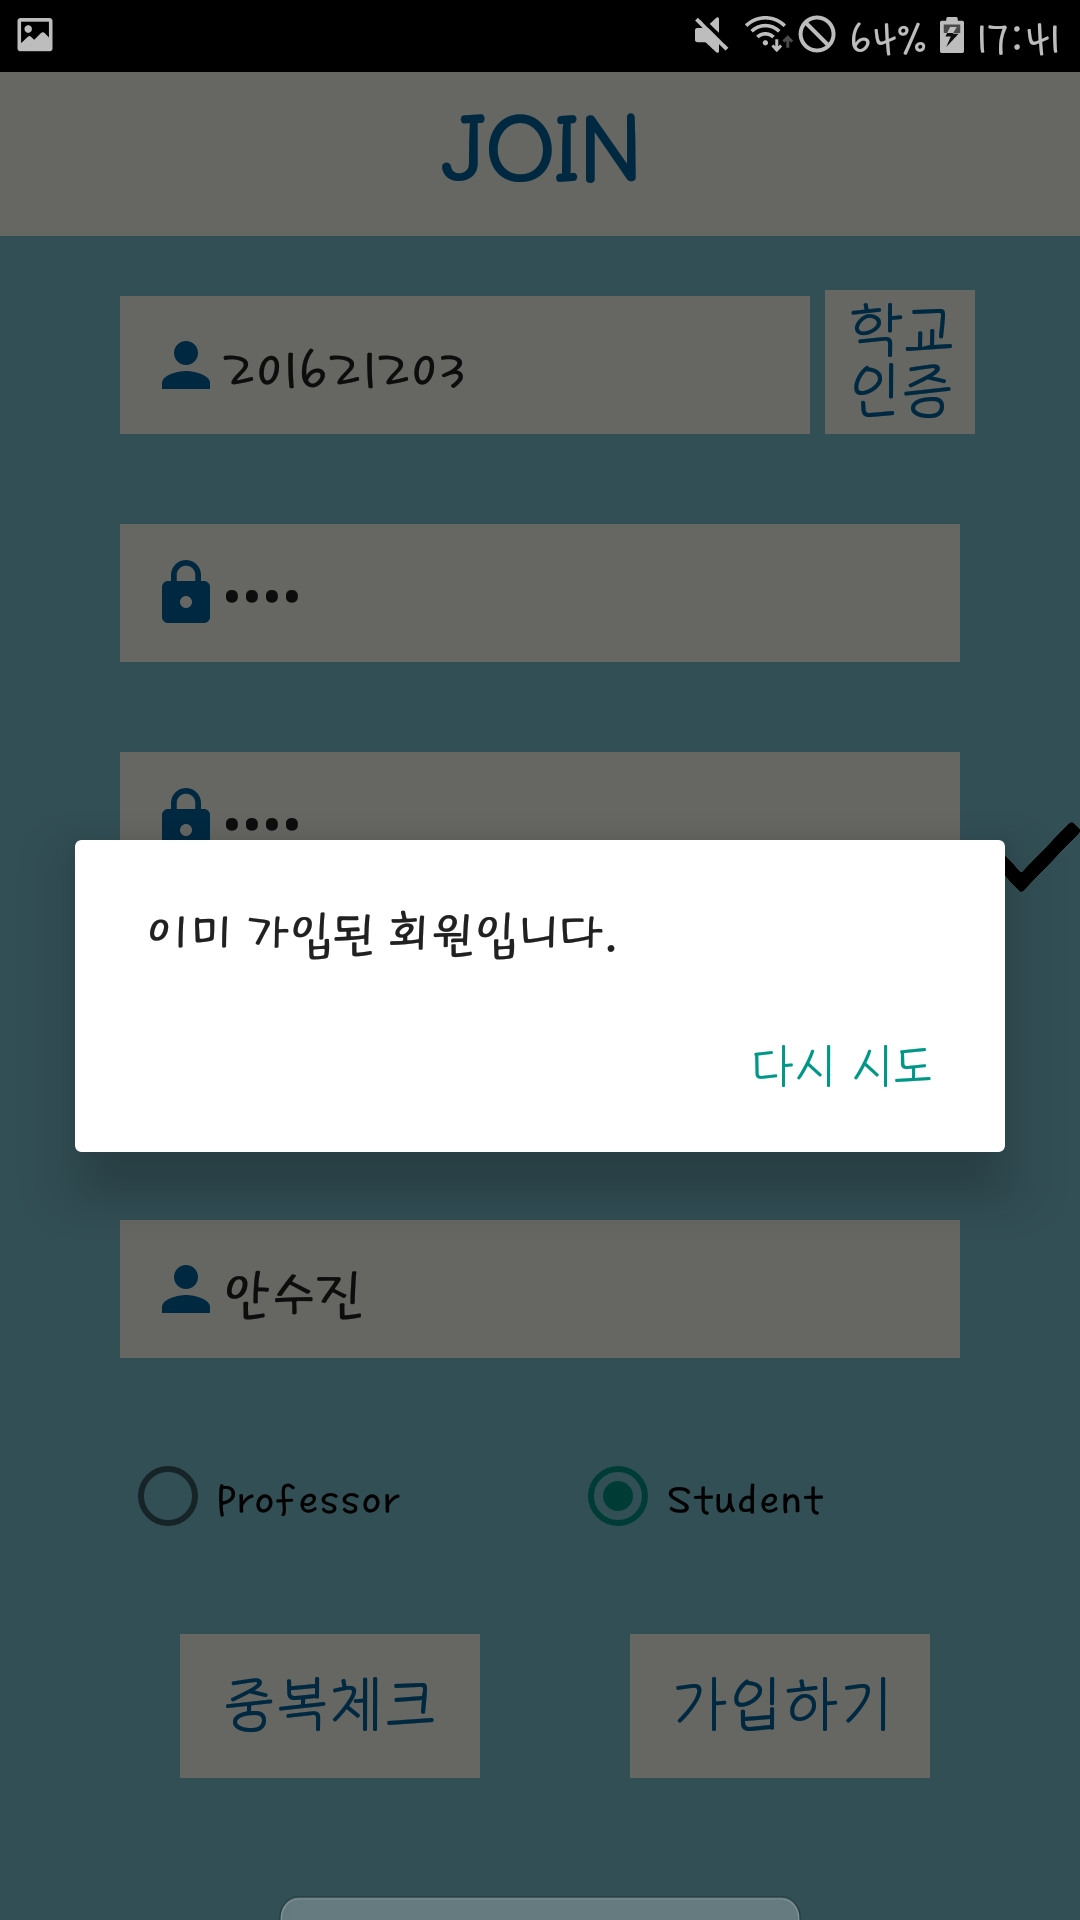 64% 17:41
JOIN
201621203
학교
인증
••••
••••
이미 가입된 회원입니다.
다시 시도
안수진
Professor Student
중복체크 가입하기